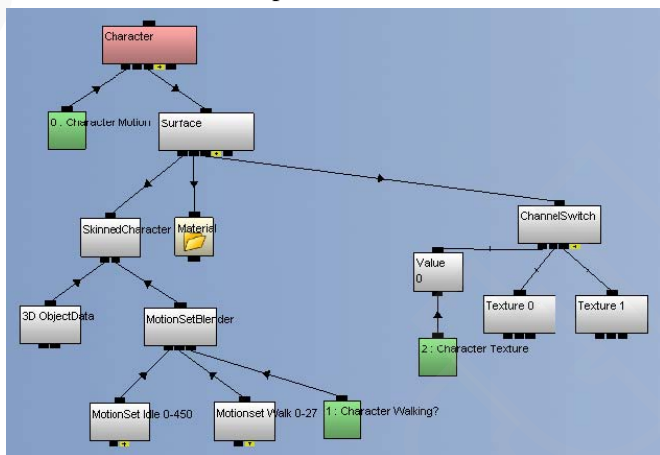 Character
0 : Character Motion
Surface
SkinnedCharacter
Material
ChannelSwitch
Value
0
3D ObjectData
MotionSetBlender
Texture 0
Texture 1
2 : Character Texture
MotionSet Idle 0-450
Motionset Walk 0-27
1 : Character Walking?